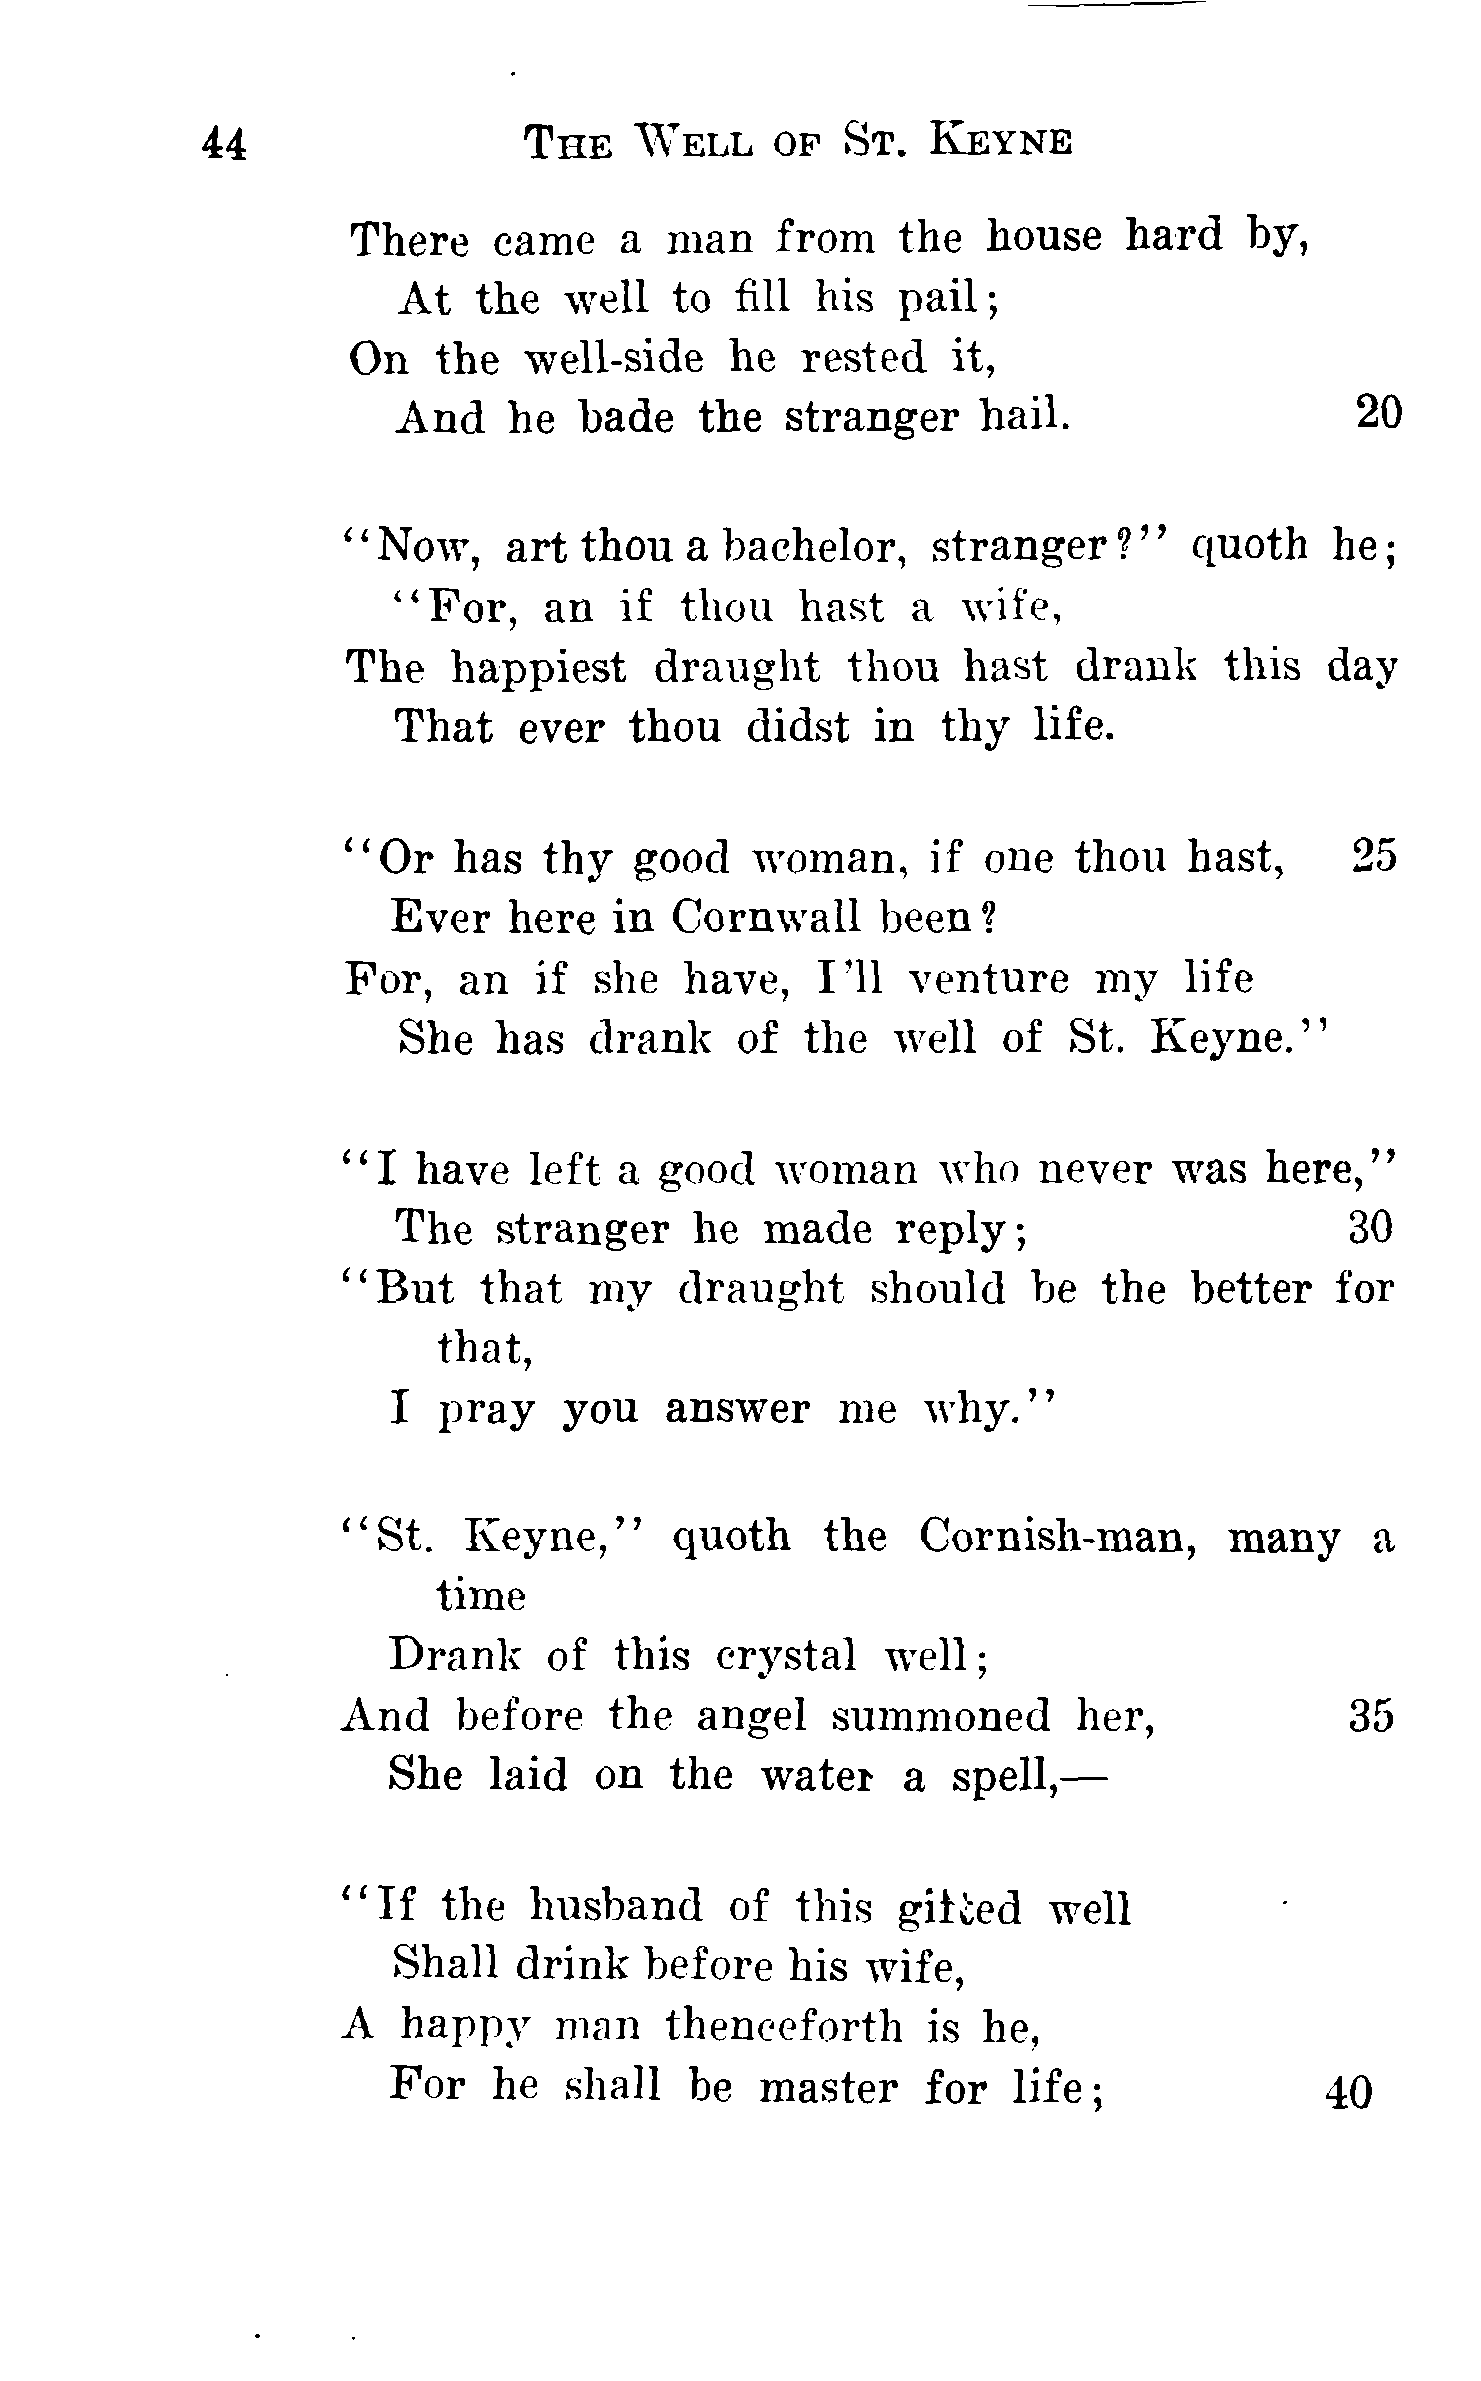 44 THE WELL OF ST. KEYNE
There came a man from the house hard by,
At the well to fill his pail;
On the well-side he rested it,
And he bade the stranger hail. 20
"Now, art thou a bachelor, stranger?" quoth he;
"For, an if thou hast a wife,
The happiest draught thou hast drank this day
That ever thou didst in thy life.
"Or has thy good woman, if one thou hast, 25
Ever here in Cornwall been?
For, an if she have, I'll venture my life
She has drank of the well of St. Keyne."
"I have left a good woman who never was here,"
The stranger he made reply; 30
"But that my draught should be the better for
that,
I pray you answer me why."
"St. Keyne," quoth the Cornish-man, many a
time
Drank of this crystal well;
And before the angel summoned her, 35
She laid on the water a spell,—
"If the husband of this gifted well
Shall drink before his wife,
A happy man thenceforth is he,
For he shall be master for life; 40